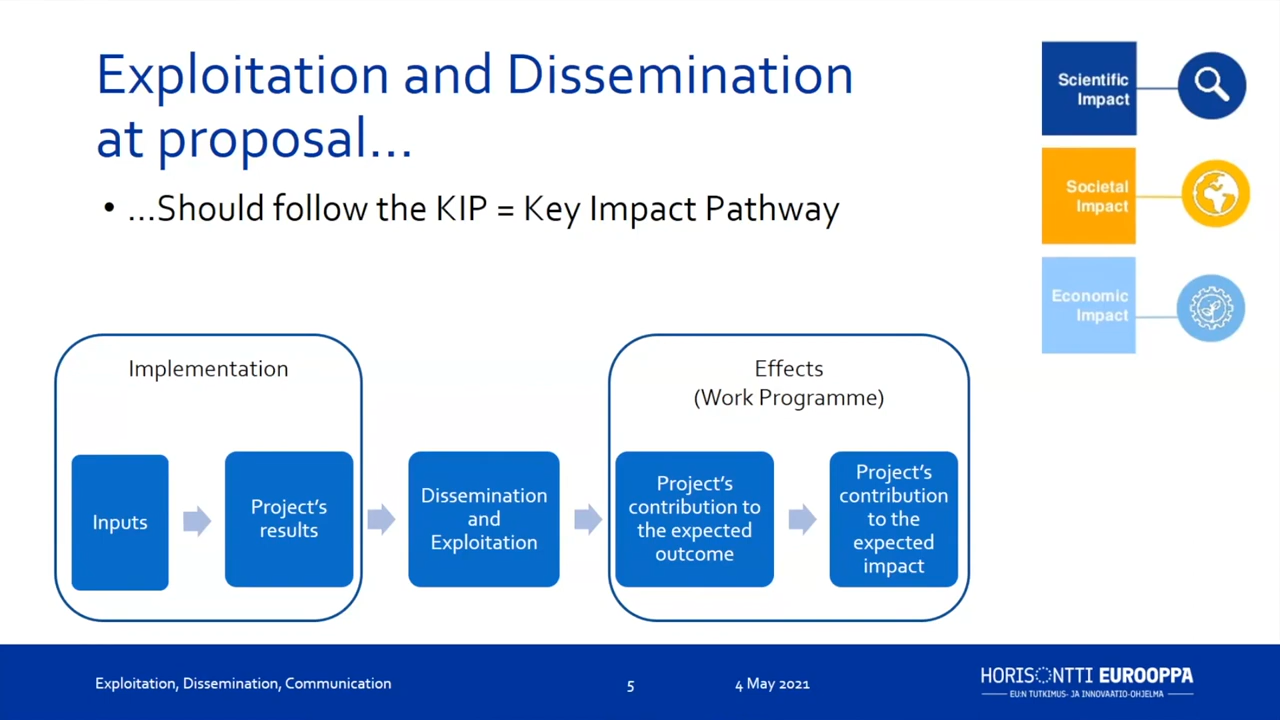 Exploitation and Dissemination
at proposal...
• ...Should follow the KIP = Key Impact Pathway
Scientific
Impact
Societal
Impact
Economic
Impact
Implementation
Inputs
Project's
results
Dissemination
and
Exploitation
Effects
(Work Programme)
Project's
contribution to
the expected
outcome
Project's
contribution
to the
expected
impact
Exploitation, Dissemination, Communication
5
4 May 2021
HORISONTTI EUROOPPA
EU:N TUTKIMUS- JA INNOVAATIO-OHJELMA